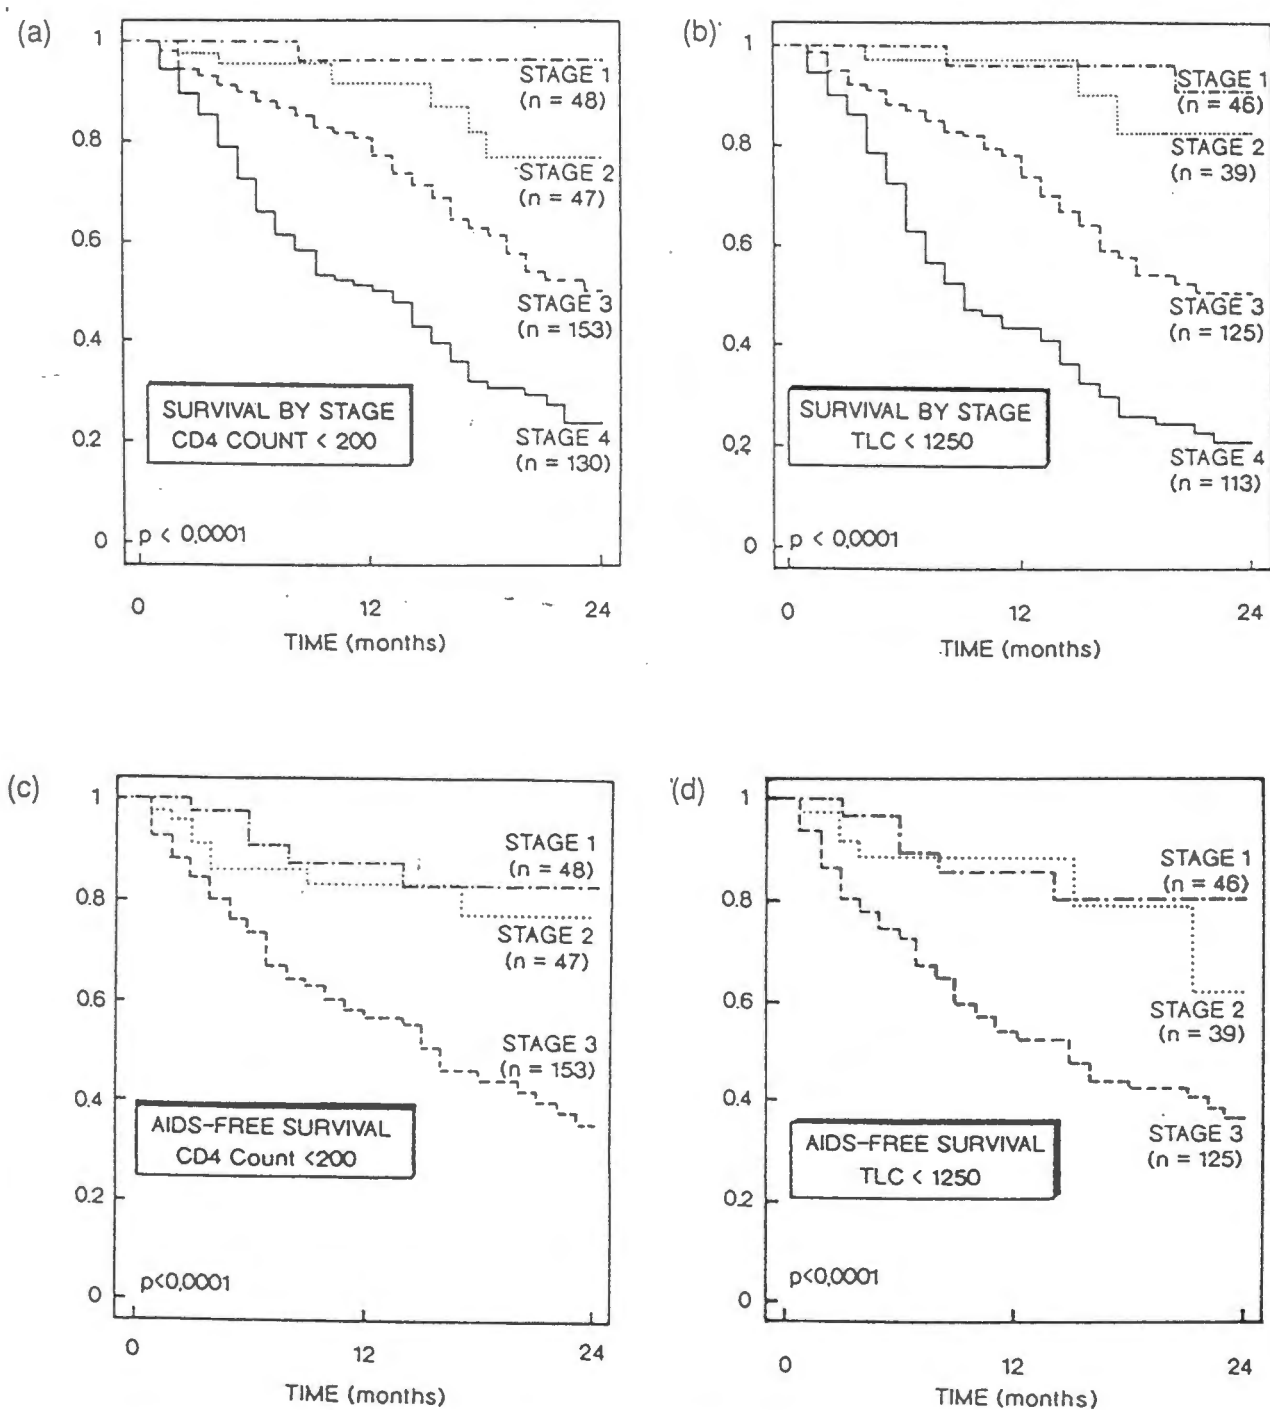 (a)
1
0.8
0.6
0.4
0.2
0
STAGE 1
(n = 48)
STAGE 2
(n = 47)
STAGE 3
(n = 153)
STAGE 4
(n = 130)
SURVIVAL BY STAGE
CD4 COUNT < 200
p < 0,0001
0 12 24
TIME (months)
(b)
1
0.8
0.6
0.4
0.2
0
STAGE 1
(n = 46)
STAGE 2
(n = 39)
STAGE 3
(n = 125)
STAGE 4
(n = 113)
SURVIVAL BY STAGE
TLC < 1250
p < 0,0001
0 12 24
TIME (months)
(c)
1
0.8
0.6
0.4
0.2
0
STAGE 1
(n = 48)
STAGE 2
(n = 47)
STAGE 3
(n = 153)
AIDS-FREE SURVIVAL
CD4 Count <200
p<0,0001
0 12 24
TIME (months)
(d)
1
0.8
0.6
0.4
0.2
0
STAGE 1
(n = 46)
STAGE 2
(n = 39)
STAGE 3
(n = 125)
AIDS-FREE SURVIVAL
TLC < 1250
p<0,0001
0 12 24
TIME (months)